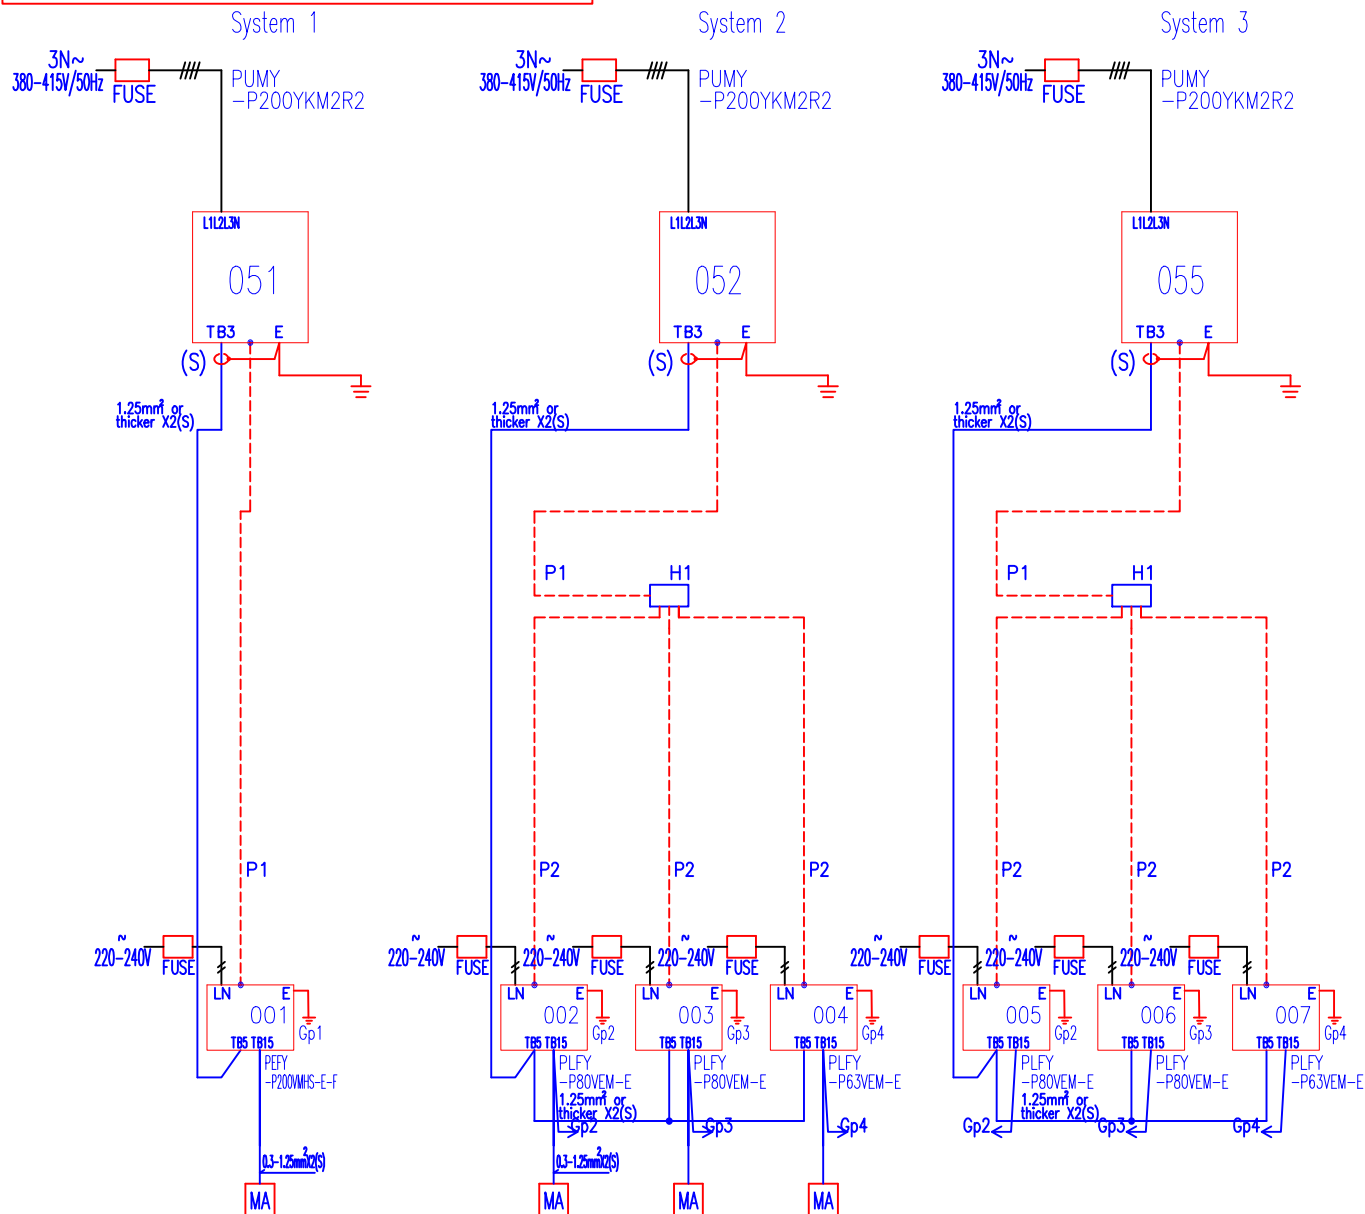 System 1
3N~
380-415V/50Hz
FUSE
PUMY
-P200YKM2R2
L1L2L3N
051
TB3 E
(S)
1.25mm² or
thicker X2(S)
P1
~
220-240V
FUSE
LN E
001
Gp1
TB5 TB15
PEFY
-P200VMHS-E-F
0.3-1.25mm²X2(S)
MA
System 2
3N~
380-415V/50Hz
FUSE
PUMY
-P200YKM2R2
L1L2L3N
052
TB3 E
(S)
1.25mm² or
thicker X2(S)
P1 H1
P2 P2 P2
~
220-240V
FUSE
LN E
002
Gp2
TB5 TB15
PLFY
-P80VEM-E
1.25mm² or
thicker X2(S)
Gp2
0.3-1.25mm²X2(S)
MA
~
220-240V
FUSE
LN E
003
Gp3
TB5 TB15
PLFY
-P80VEM-E
Gp3
MA
~
220-240V
FUSE
LN E
004
Gp4
TB5 TB15
PLFY
-P63VEM-E
Gp4
MA
System 3
3N~
380-415V/50Hz
FUSE
PUMY
-P200YKM2R2
L1L2L3N
055
TB3 E
(S)
1.25mm² or
thicker X2(S)
P1 H1
P2 P2 P2
~
220-240V
FUSE
LN E
005
Gp2
TB5 TB15
PLFY
-P80VEM-E
1.25mm² or
thicker X2(S)
Gp2
~
220-240V
FUSE
LN E
006
Gp3
TB5 TB15
PLFY
-P80VEM-E
Gp3
~
220-240V
FUSE
LN E
007
Gp4
TB5 TB15
PLFY
-P63VEM-E
Gp4